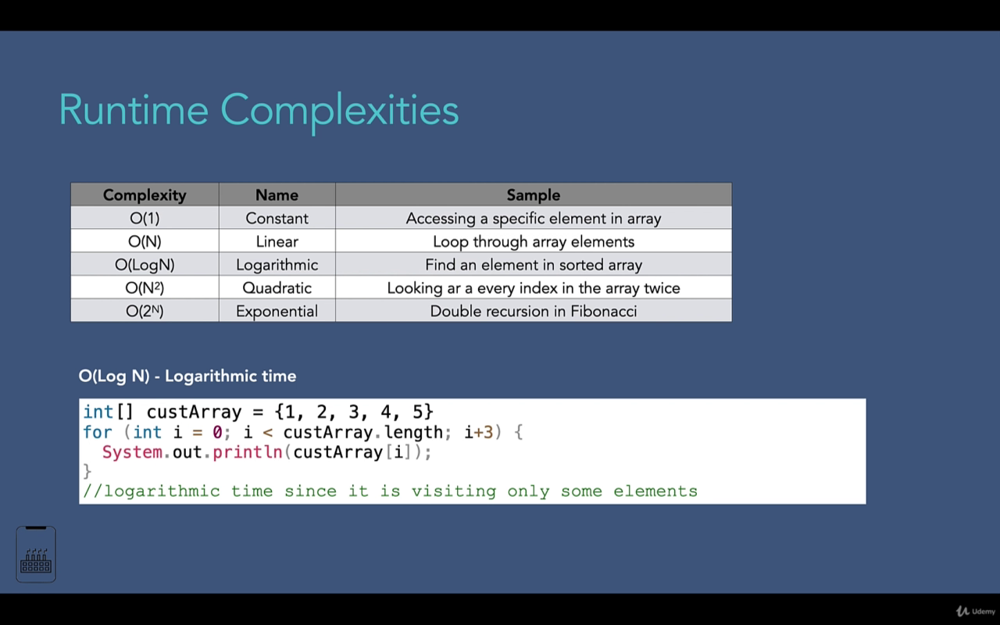 Runtime Complexities
Complexity Name Sample
O(1) Constant Accessing a specific element in array
O(N) Linear Loop through array elements
O(LogN) Logarithmic Find an element in sorted array
O(N²) Quadratic Looking ar a every index in the array twice
O(2ᴺ) Exponential Double recursion in Fibonacci
O(Log N) - Logarithmic time
int[] custArray = {1, 2, 3, 4, 5}
for (int i = 0; i < custArray.length; i+3) {
  System.out.println(custArray[i]);
}
//logarithmic time since it is visiting only some elements
Udemy